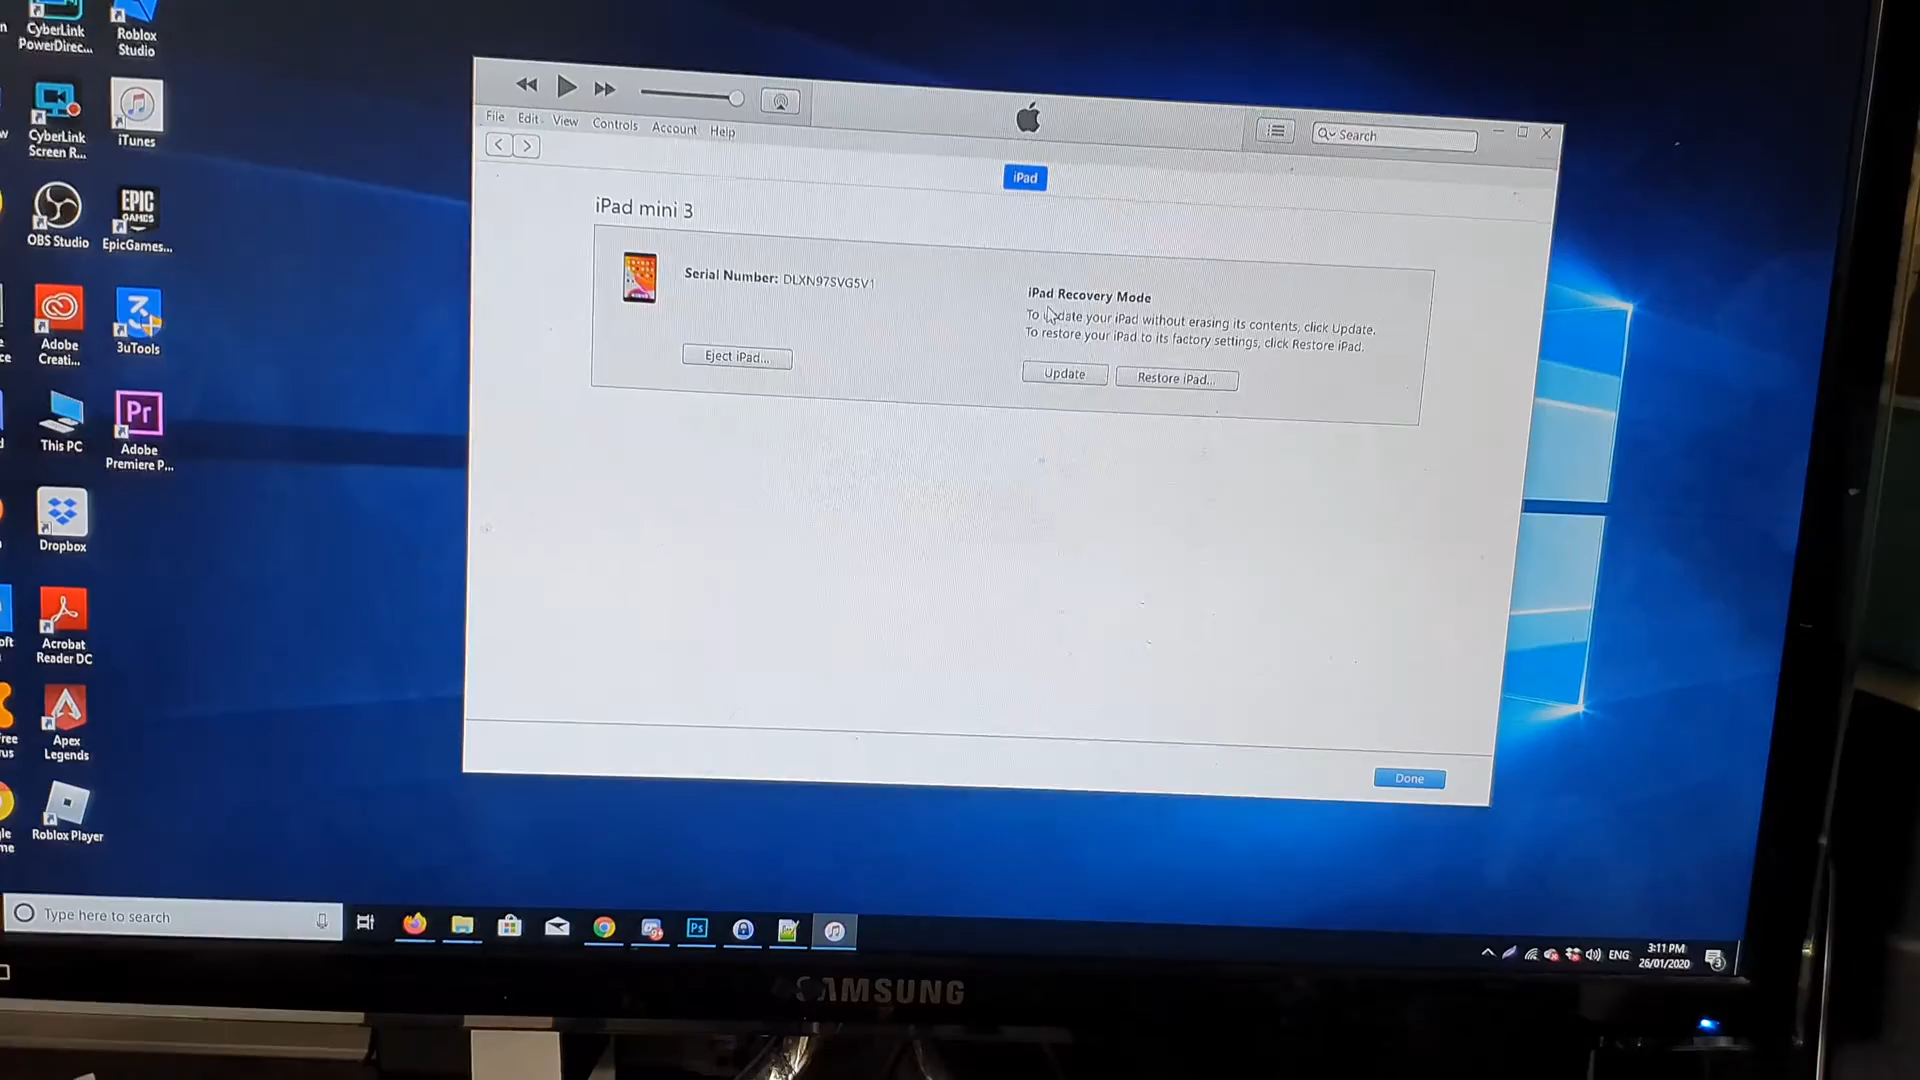 CyberLink
PowerDirec...
Roblox
Studio
CyberLink
Screen R...
iTunes
OBS Studio
EPIC
GAMES
EpicGames...
Adobe
Creati...
3uTools
This PC
Pr
Adobe
Premiere P...
Dropbox
Acrobat
Reader DC
Apex
Legends
Roblox Player
File Edit View Controls Account Help
Search
iPad
iPad mini 3
Serial Number: DLXN97SVG5V1
Eject iPad...
iPad Recovery Mode
To update your iPad without erasing its contents, click Update.
To restore your iPad to its factory settings, click Restore iPad.
Update
Restore iPad...
Done
Type here to search
Ps
ENG
3:11 PM
26/01/2020
3
SAMSUNG